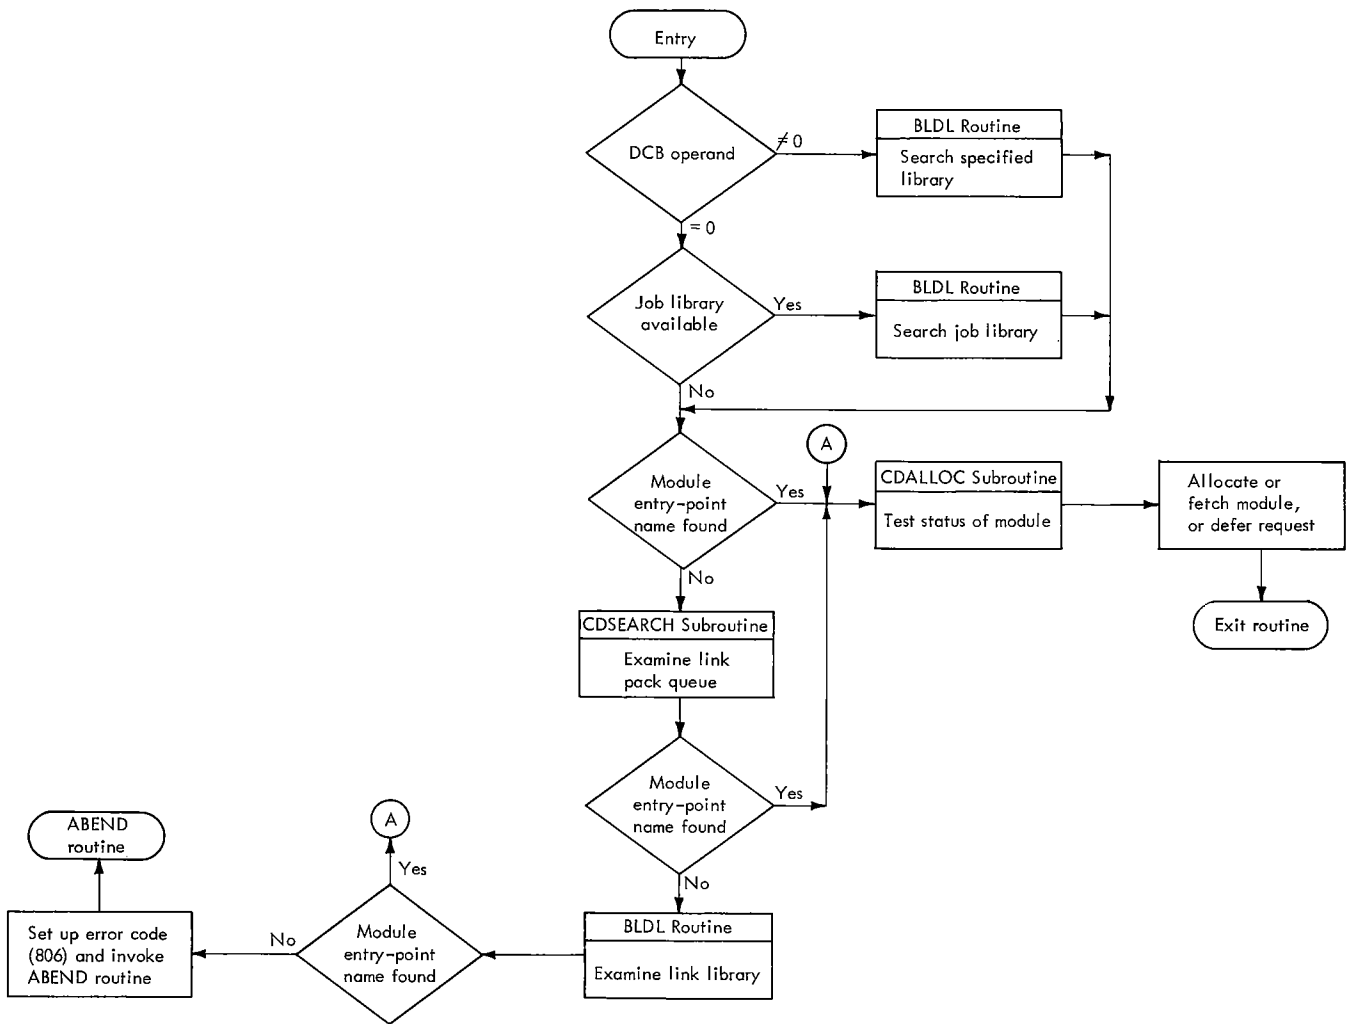 Entry
DCB operand
≠ 0
BLDL Routine
Search specified
library
= 0
Job library
available
Yes
BLDL Routine
Search job library
No
A
Module
entry-point
name found
Yes
CDALLOC Subroutine
Test status of module
Allocate or
fetch module,
or defer request
Exit routine
No
CDSEARCH Subroutine
Examine link
pack queue
Module
entry-point
name found
Yes
No
BLDL Routine
Examine link library
Module
entry-point
name found
Yes
A
No
Set up error code
(806) and invoke
ABEND routine
ABEND
routine